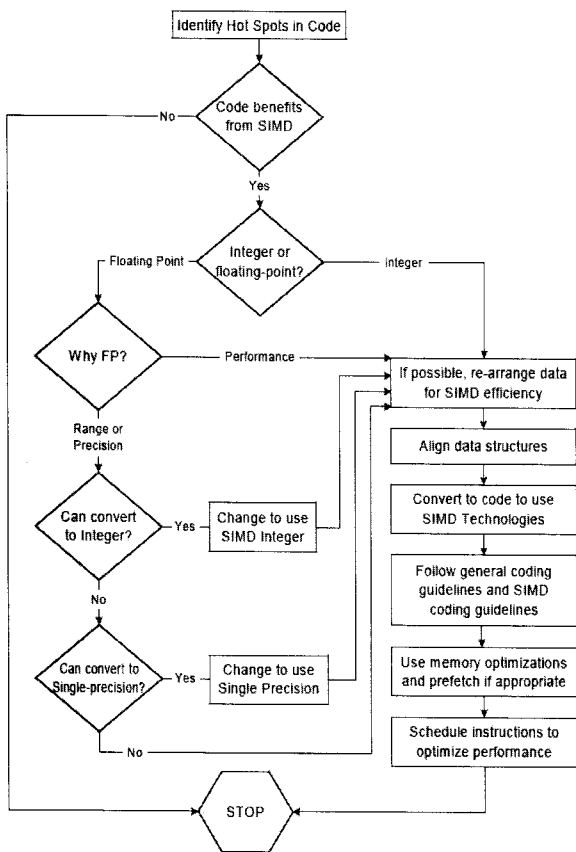 Identify Hot Spots in Code
Code benefits
from SIMD
No
Yes
Integer or
floating-point?
Floating Point
Integer
Why FP?
Performance
If possible, re-arrange data
for SIMD efficiency
Range or
Precision
Align data structures
Can convert
to Integer?
Yes
Change to use
SIMD Integer
Convert to code to use
SIMD Technologies
No
Follow general coding
guidelines and SIMD
coding guidelines
Can convert to
Single-precision?
Yes
Change to use
Single Precision
Use memory optimizations
and prefetch if appropriate
No
Schedule instructions to
optimize performance
STOP